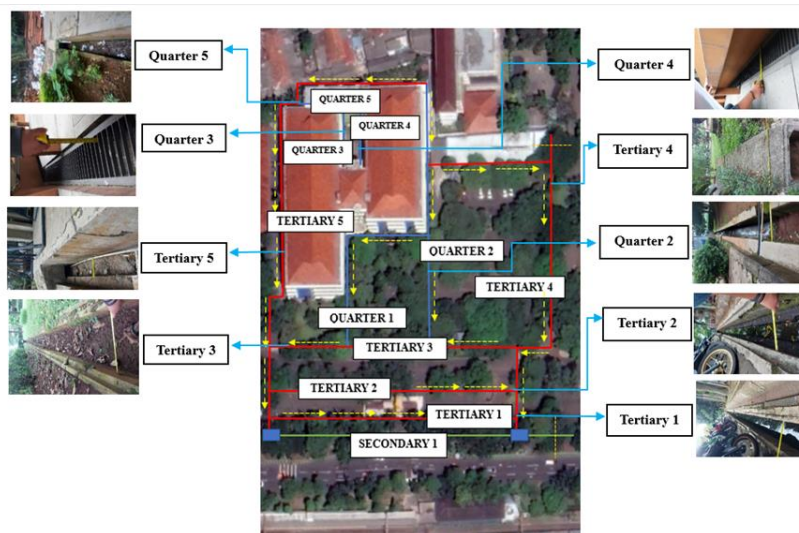 Quarter 5
Quarter 3
Tertiary 5
Tertiary 3
QUARTER 5
QUARTER 4
QUARTER 3
TERTIARY 5
QUARTER 2
TERTIARY 4
QUARTER 1
TERTIARY 3
TERTIARY 2
TERTIARY 1
SECONDARY 1
Quarter 4
Tertiary 4
Quarter 2
Tertiary 2
Tertiary 1